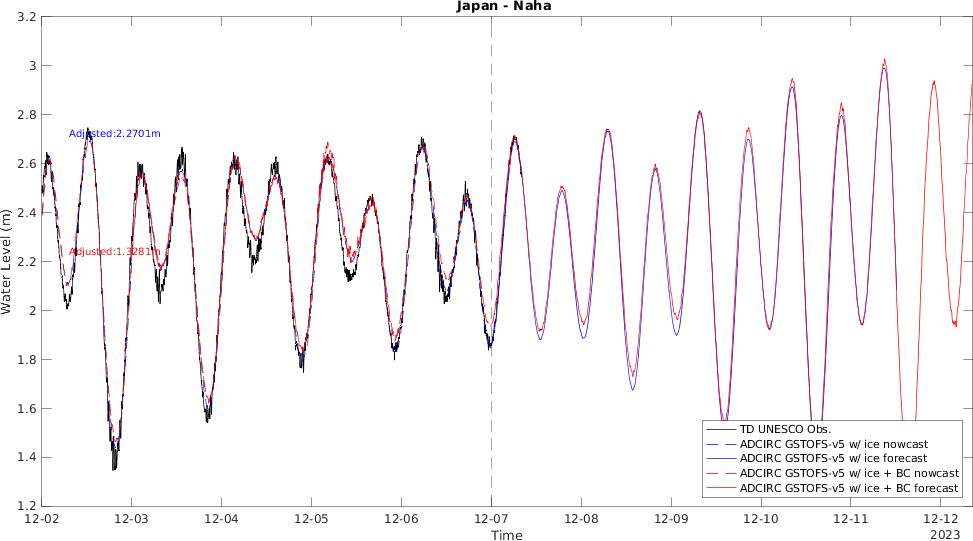 Japan - Naha
3.2
3
2.8
2.6
2.4
2.2
2
1.8
1.6
1.4
1.2
Water Level (m)
Adjusted:2.2701m
Adjusted:1.3281m
TD UNESCO Obs.
ADCIRC GSTOFS-v5 w/ ice nowcast
ADCIRC GSTOFS-v5 w/ ice forecast
ADCIRC GSTOFS-v5 w/ ice + BC nowcast
ADCIRC GSTOFS-v5 w/ ice + BC forecast
12-02 12-03 12-04 12-05 12-06 12-07 12-08 12-09 12-10 12-11 12-12
Time
2023